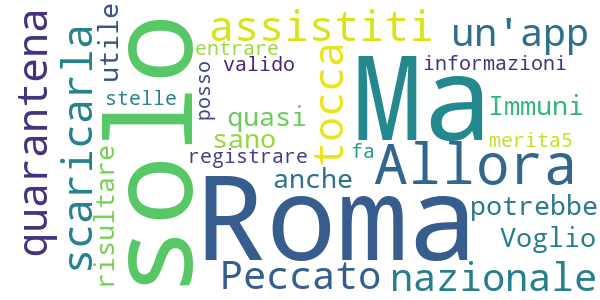 quarantena
scaricarla
utile
risultare
solo
stelle
assistiti
entrare
valido
posso
quasi
sano
registrare
Roma
Peccato
anche
tocca
fa
Ma
Allora
un'app
informazioni
Immuni
merita5
potrebbe
Voglio
nazionale